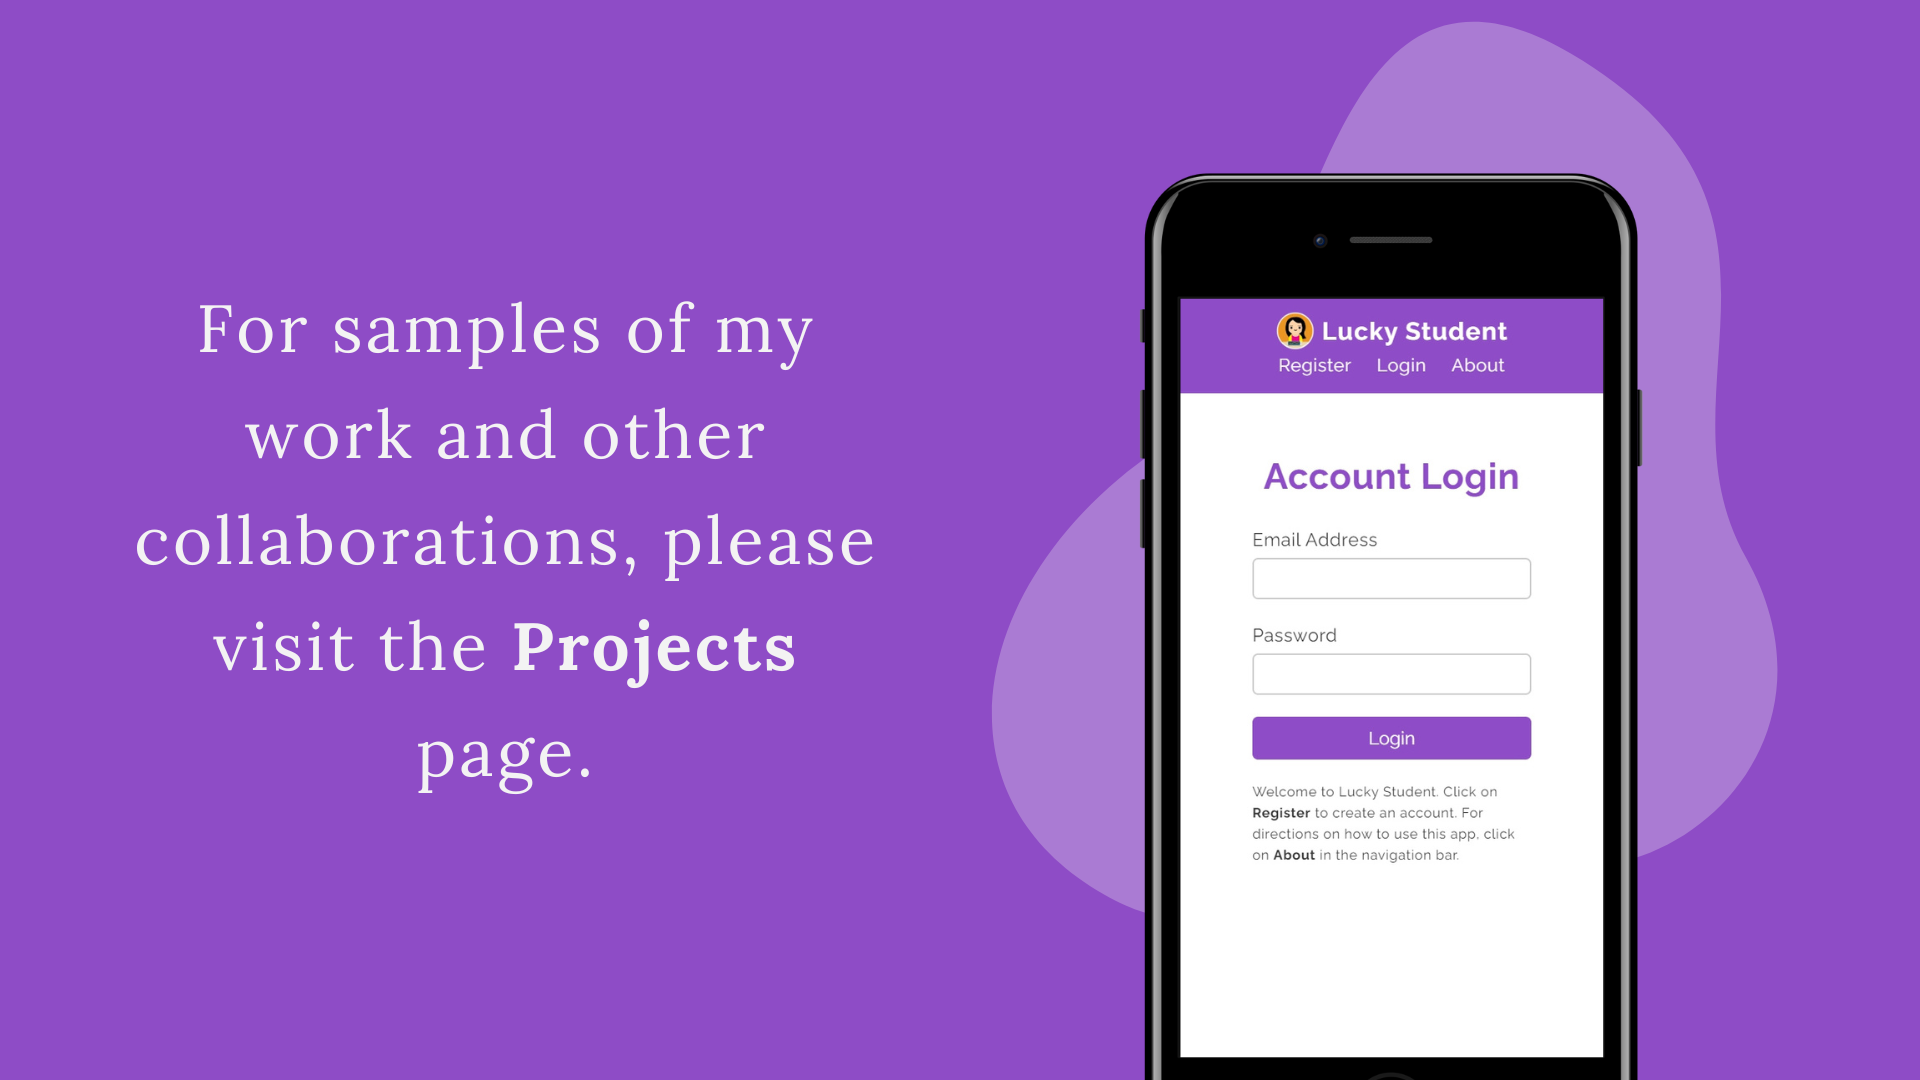 For samples of my
work and other
collaborations, please
visit the Projects
page.
Lucky Student
Register Login About
Account Login
Email Address
Password
Login
Welcome to Lucky Student. Click on
Register to create an account. For
directions on how to use this app, click
on About in the navigation bar.